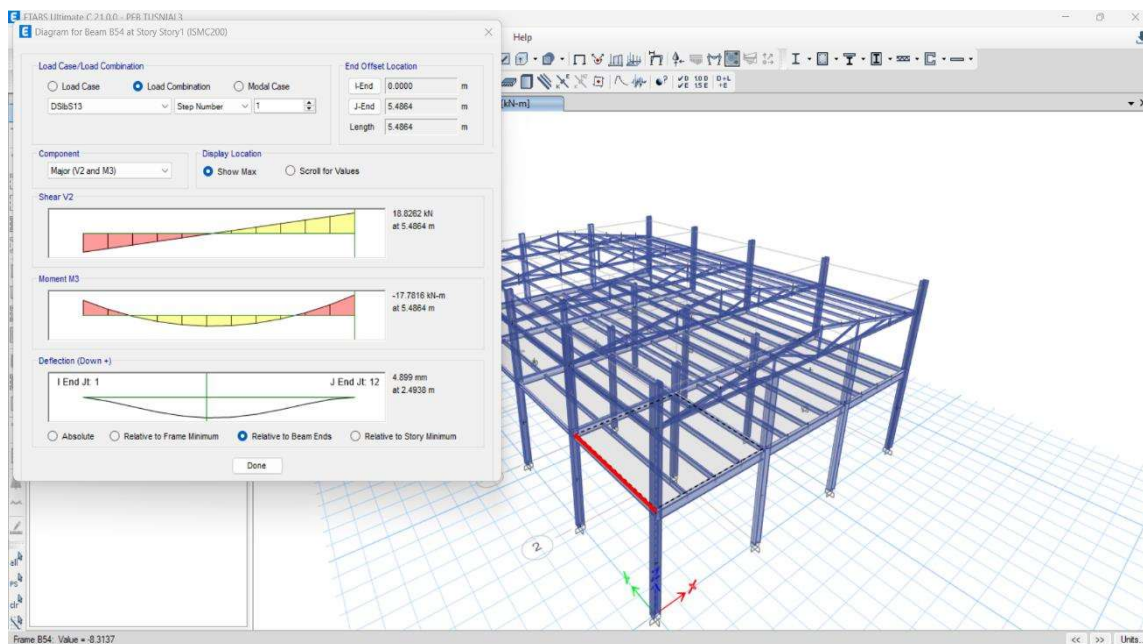 ETABS Ultimate C 21.0.0 - PEB TUSNIAL3
Diagram for Beam B54 at Story Story1 (ISMC200)
Help
Load Case/Load Combination
Load Case
Load Combination
Modal Case
DSlbS13
Step Number
1
End Offset Location
I-End 0.0000 m
J-End 5.4864 m
Length 5.4864 m
kN-m]
Component
Major (V2 and M3)
Display Location
Show Max
Scroll for Values
Shear V2
18.8262 kN
at 5.4864 m
Moment M3
-17.7816 kN-m
at 5.4864 m
Deflection (Down +)
I End Jt: 1
J End Jt: 12
4.899 mm
at 2.4938 m
Absolute
Relative to Frame Minimum
Relative to Beam Ends
Relative to Story Minimum
Done
2
X
all
clr
Frame B54: Value = -8.3137
<< >> Units